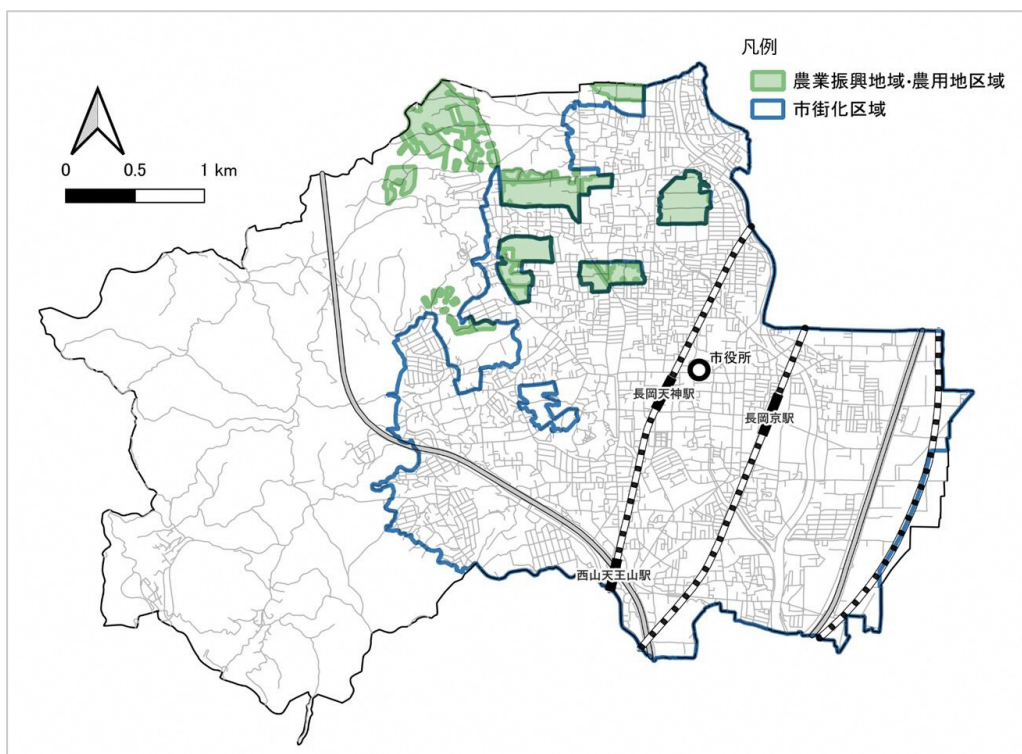 凡例
農業振興地域・農用地区域
市街化区域
0 0.5 1 km
市役所
長岡天神駅
長岡京駅
西山天王山駅